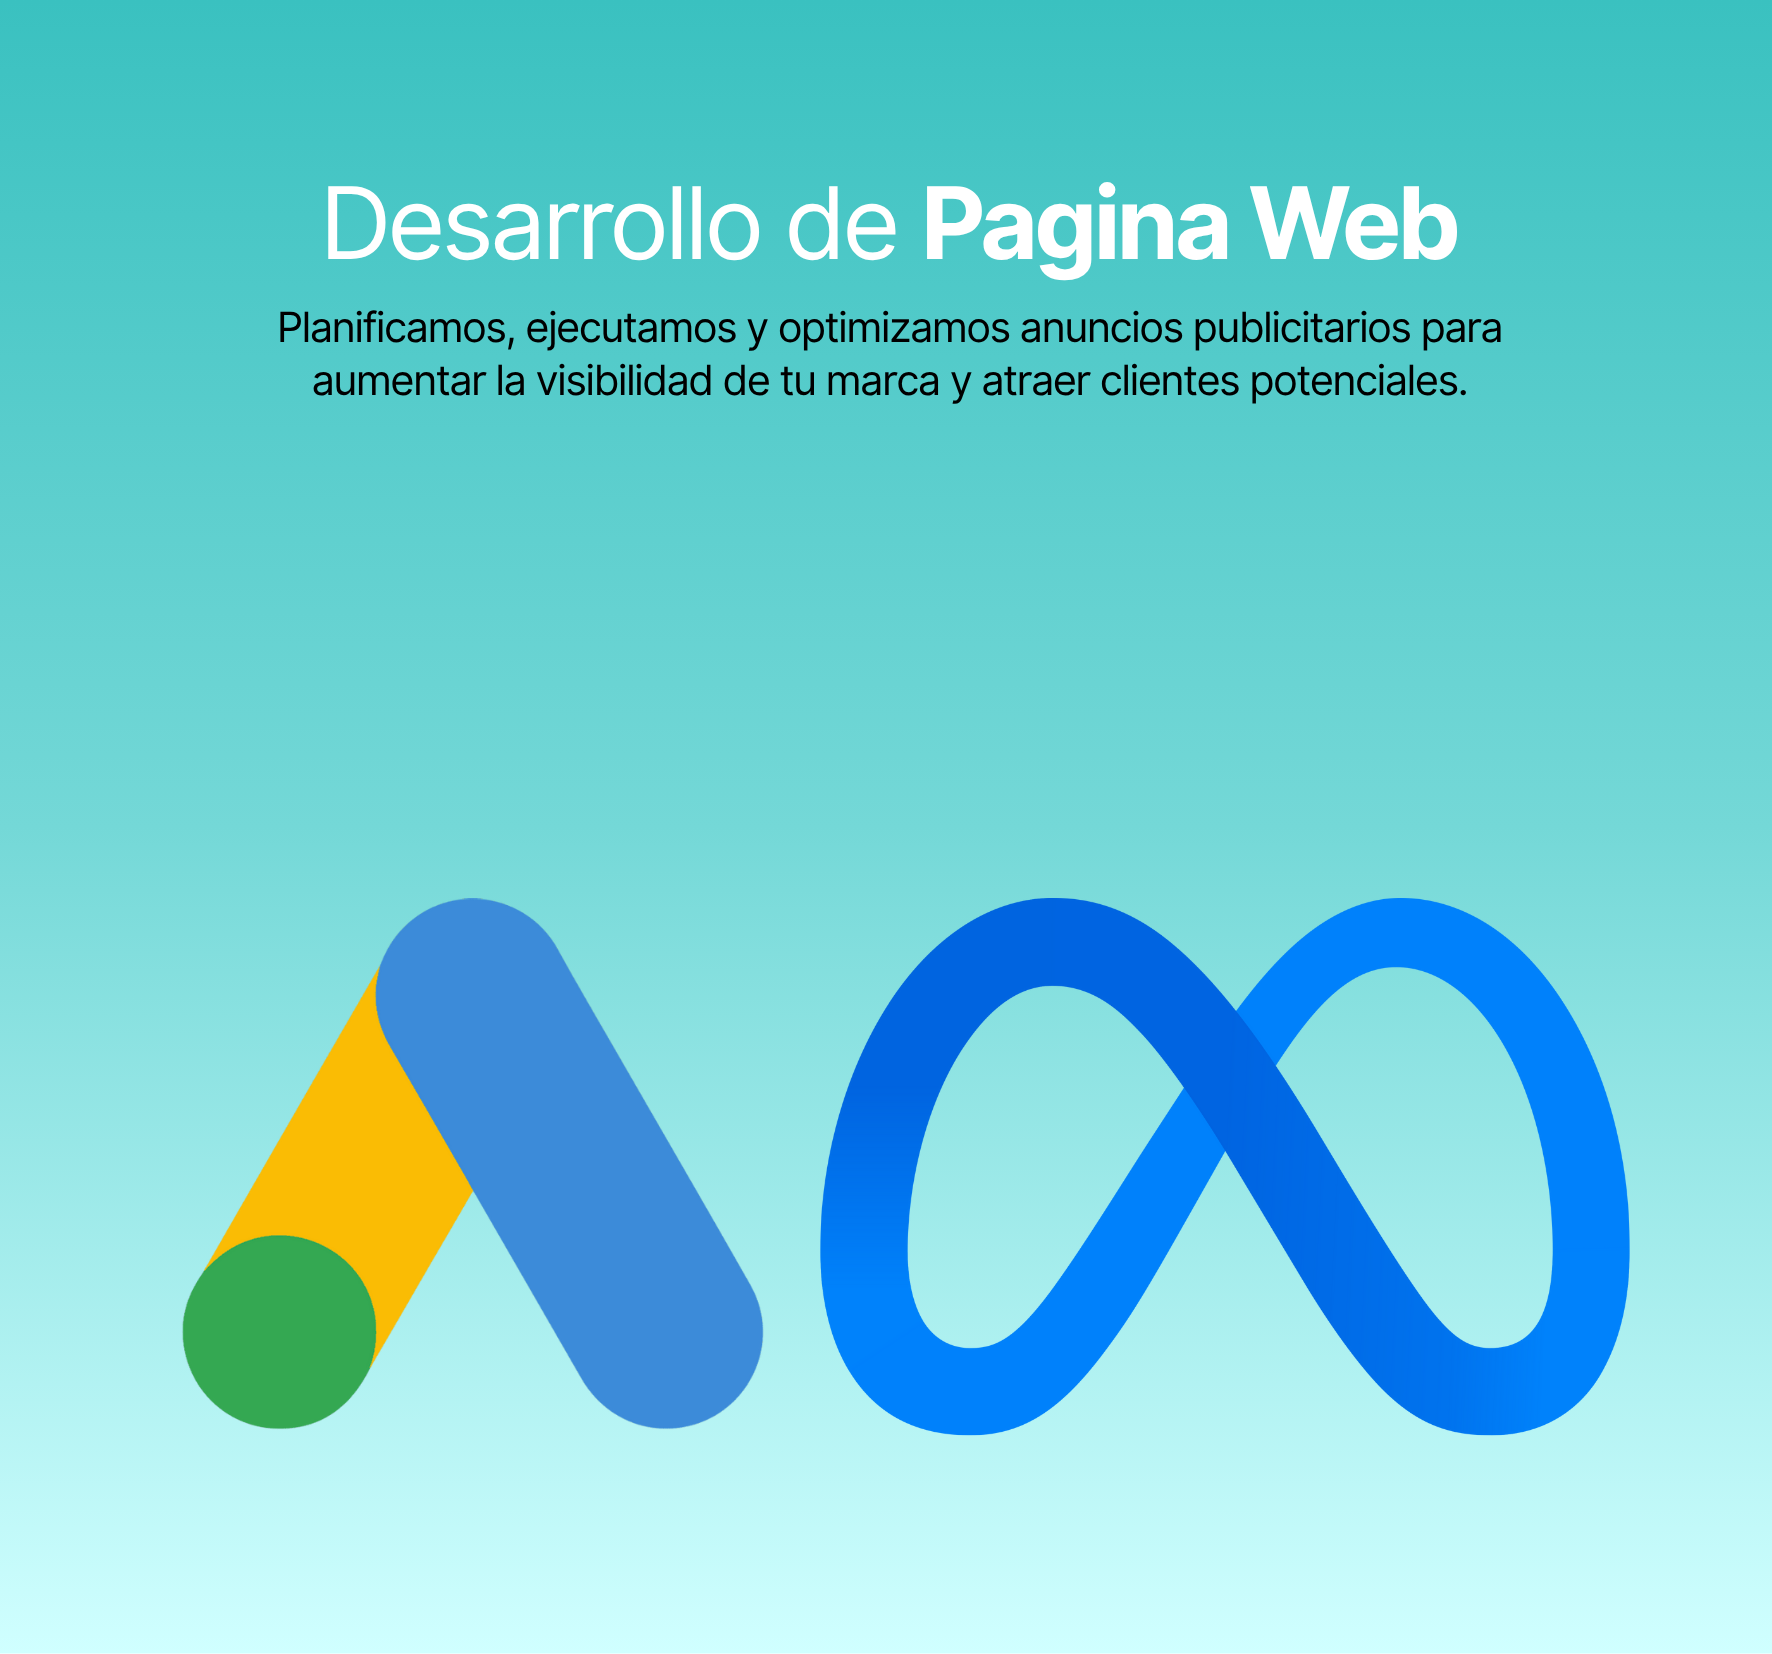 Desarrollo de Pagina Web
Planificamos, ejecutamos y optimizamos anuncios publicitarios para
aumentar la visibilidad de tu marca y atraer clientes potenciales.